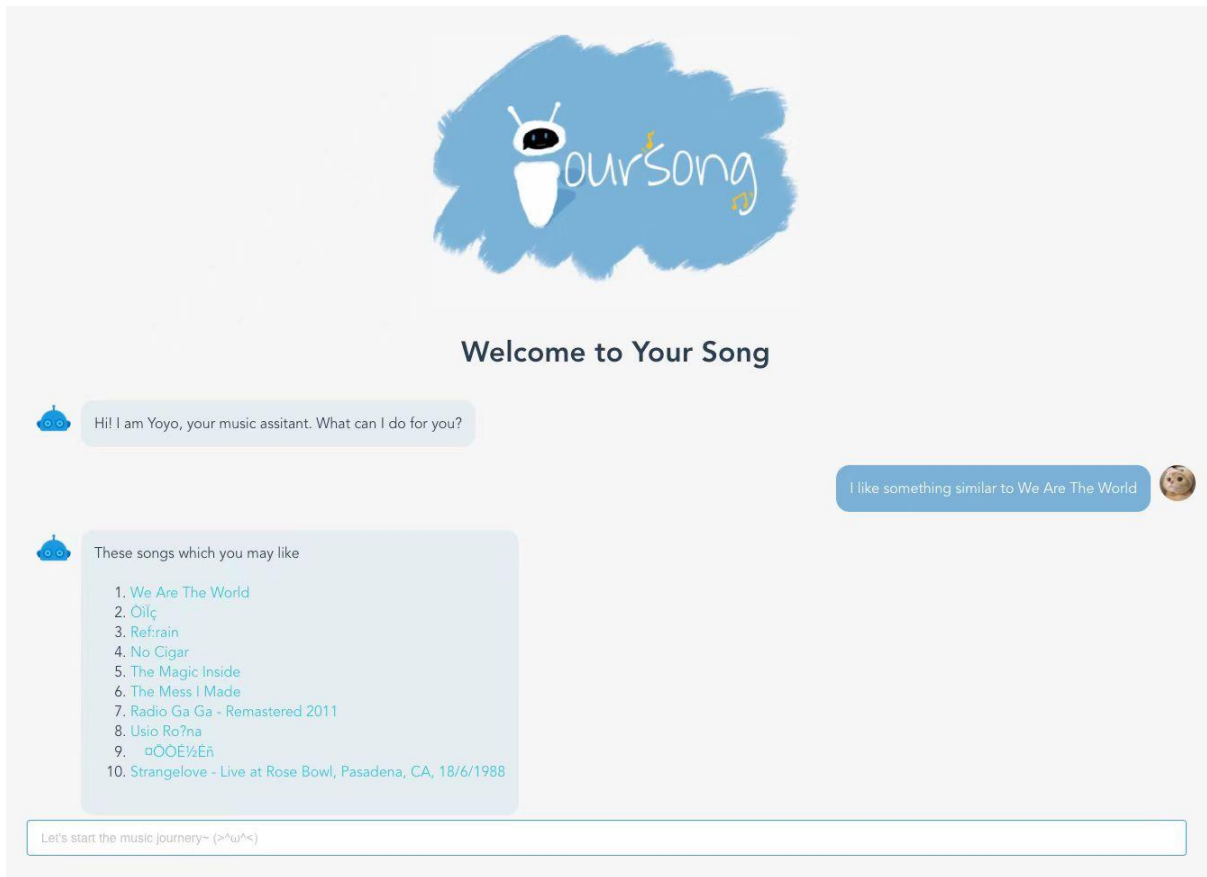 Yoursong
Welcome to Your Song
Hi! I am Yoyo, your music assitant. What can I do for you?
I like something similar to We Are The World
These songs which you may like
1. We Are The World
2. ÒìÏç
3. Ref:rain
4. No Cigar
5. The Magic Inside
6. The Mess I Made
7. Radio Ga Ga - Remastered 2011
8. Usio Ro?na
9. ¤ÖÒÉ½Èñ
10. Strangelove - Live at Rose Bowl, Pasadena, CA, 18/6/1988
Let's start the music journery~ (>^ω^<)